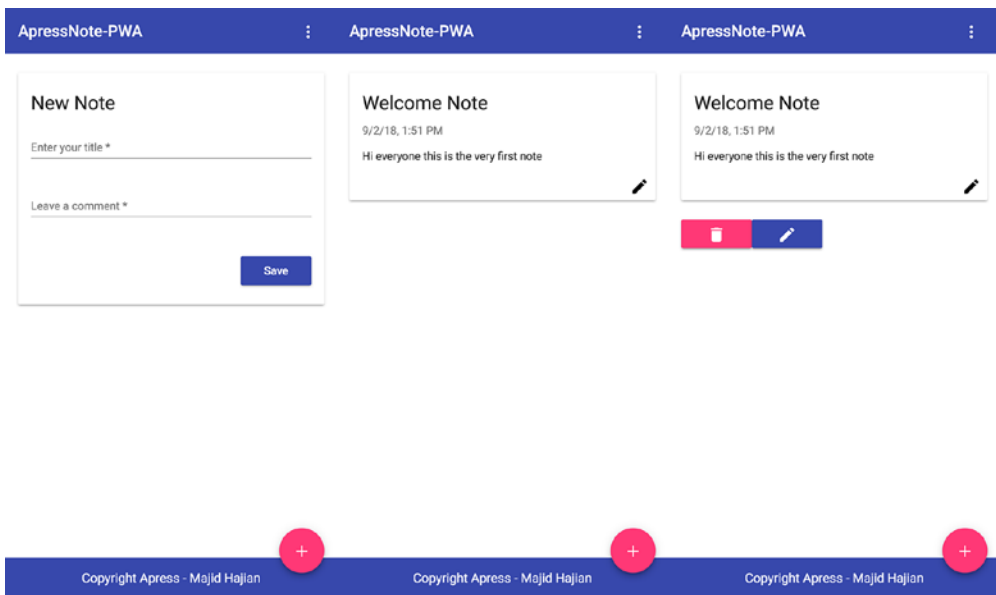 ApressNote-PWA
New Note
Enter your title *
Leave a comment *
Save
+
Copyright Apress - Majid Hajian
ApressNote-PWA
Welcome Note
9/2/18, 1:51 PM
Hi everyone this is the very first note
+
Copyright Apress - Majid Hajian
ApressNote-PWA
Welcome Note
9/2/18, 1:51 PM
Hi everyone this is the very first note
+
Copyright Apress - Majid Hajian